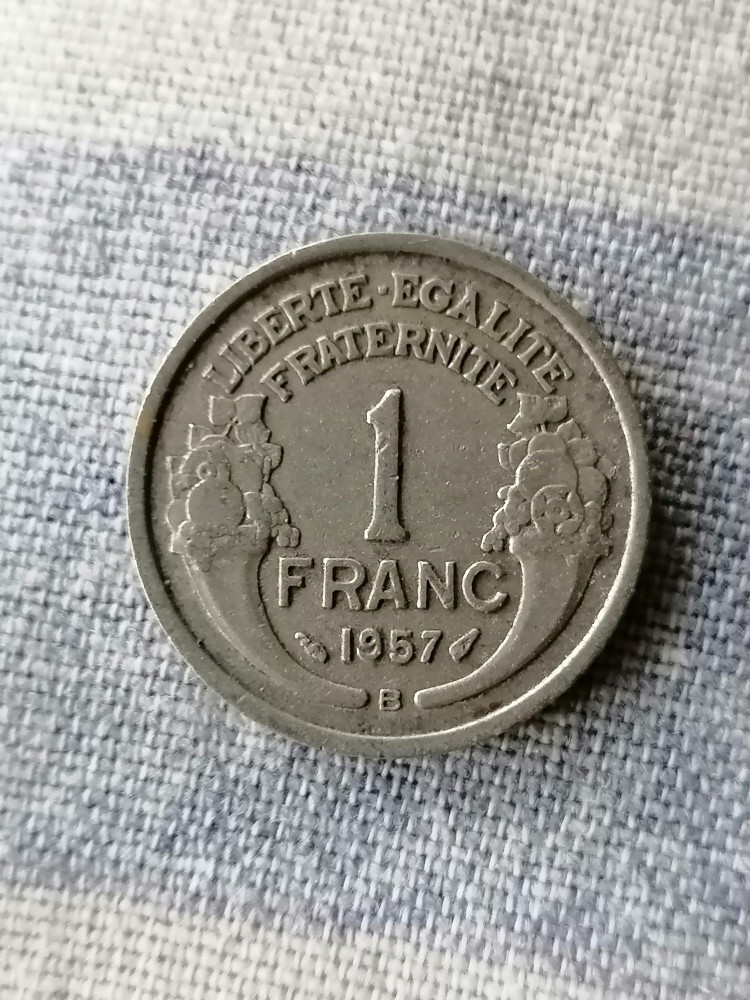 LIBERTE·EGALITE
FRATERNITE
1
FRANC
1957
B